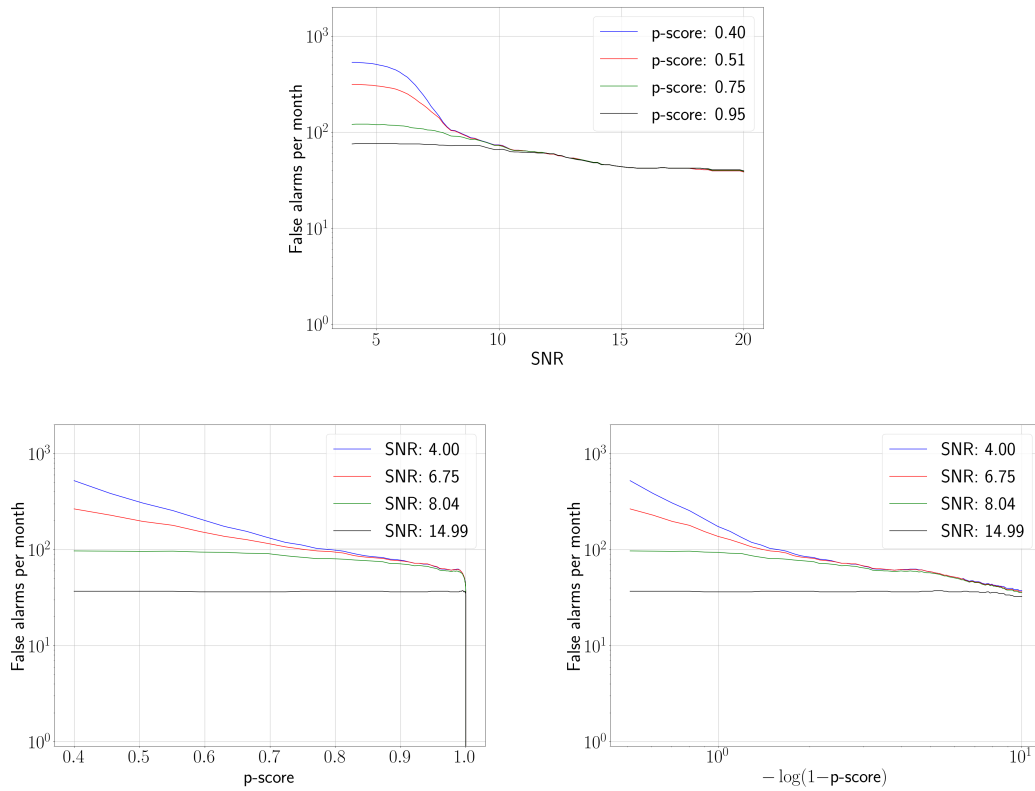 False alarms per month
10^3
10^2
10^1
10^0
p-score: 0.40
p-score: 0.51
p-score: 0.75
p-score: 0.95
5 10 15 20
SNR
False alarms per month
10^3
10^2
10^1
10^0
SNR: 4.00
SNR: 6.75
SNR: 8.04
SNR: 14.99
0.4 0.5 0.6 0.7 0.8 0.9 1.0
p-score
False alarms per month
10^3
10^2
10^1
10^0
SNR: 4.00
SNR: 6.75
SNR: 8.04
SNR: 14.99
10^0 10^1
− log(1−p-score)